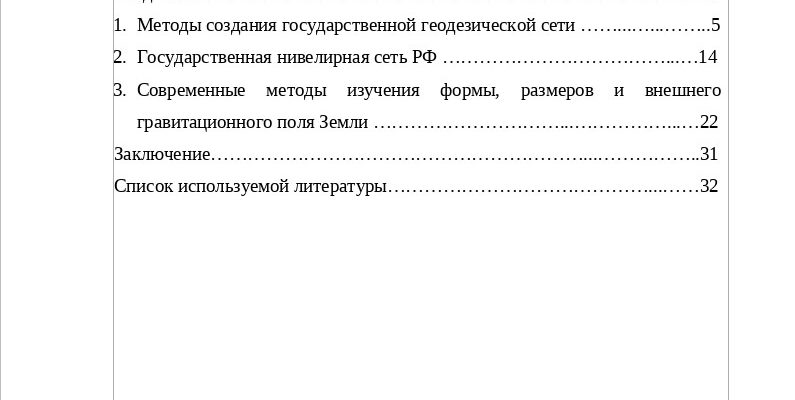 1. Методы создания государственной геодезической сети ……...…..……..5
2. Государственная нивелирная сеть РФ ……………………………...…14
3. Современные методы изучения формы, размеров и внешнего
гравитационного поля Земли ………………………...……………...…22
Заключение………………………………………………...……………..31
Список используемой литературы…………………………………....……32